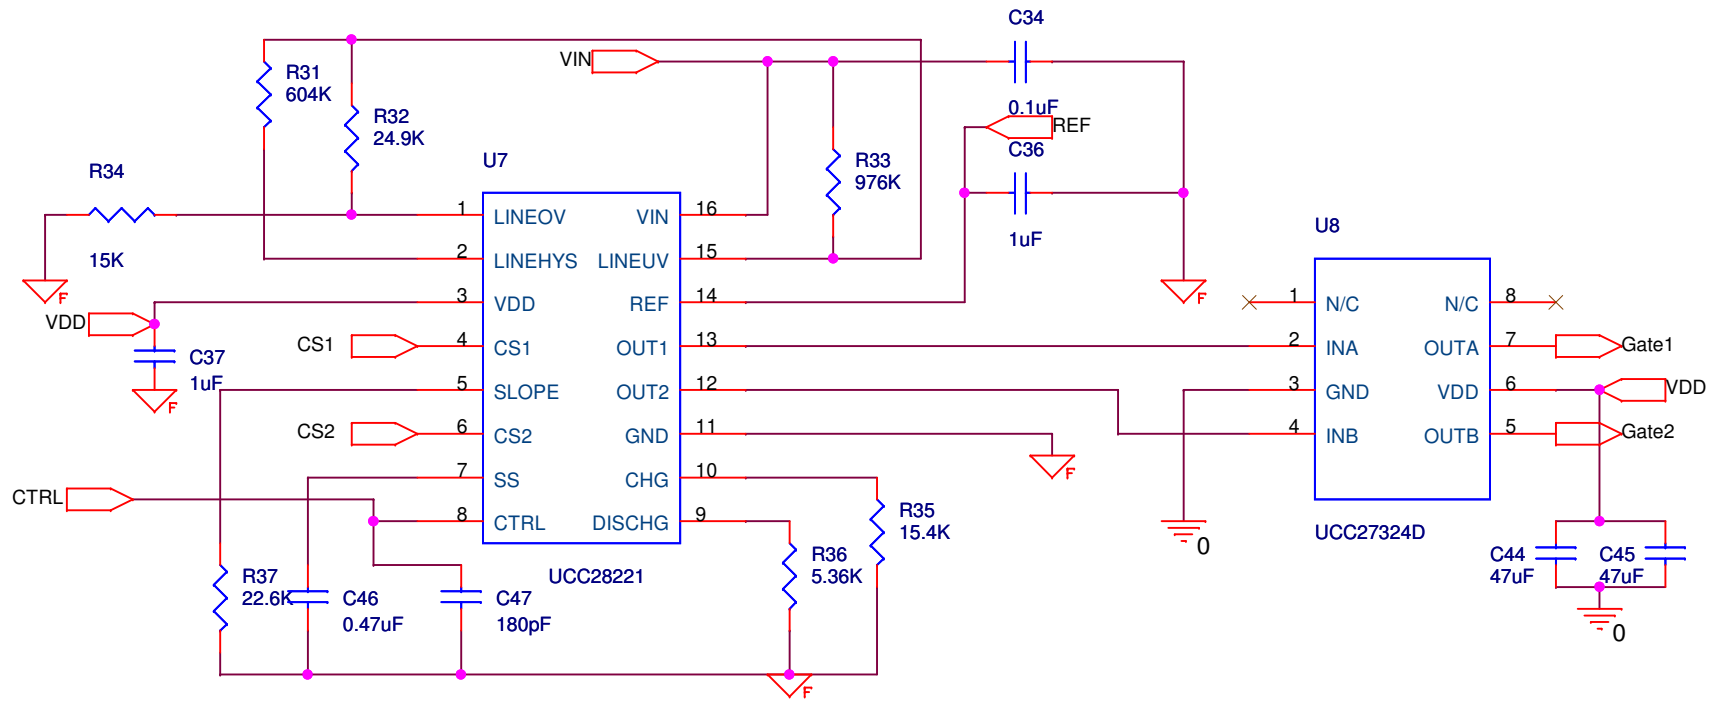 C34
VIN
R31
604K
R32
24.9K
0.1uF
REF
C36
R34
U7
R33
976K
15K
1uF
1 LINEOV VIN 16
2 LINEHYS LINEUV 15
3 VDD REF 14
4 CS1 OUT1 13
5 SLOPE OUT2 12
6 CS2 GND 11
7 SS CHG 10
8 CTRL DISCHG 9
F
VDD
C37
1uF
F
CS1
CS2
CTRL
F
F
U8
1 N/C N/C 8
2 INA OUTA 7
3 GND VDD 6
4 INB OUTB 5
Gate1
VDD
Gate2
UCC27324D
0
R35
15.4K
R36
5.36K
UCC28221
R37
22.6K
C46
0.47uF
C47
180pF
F
C44
47uF
C45
47uF
0